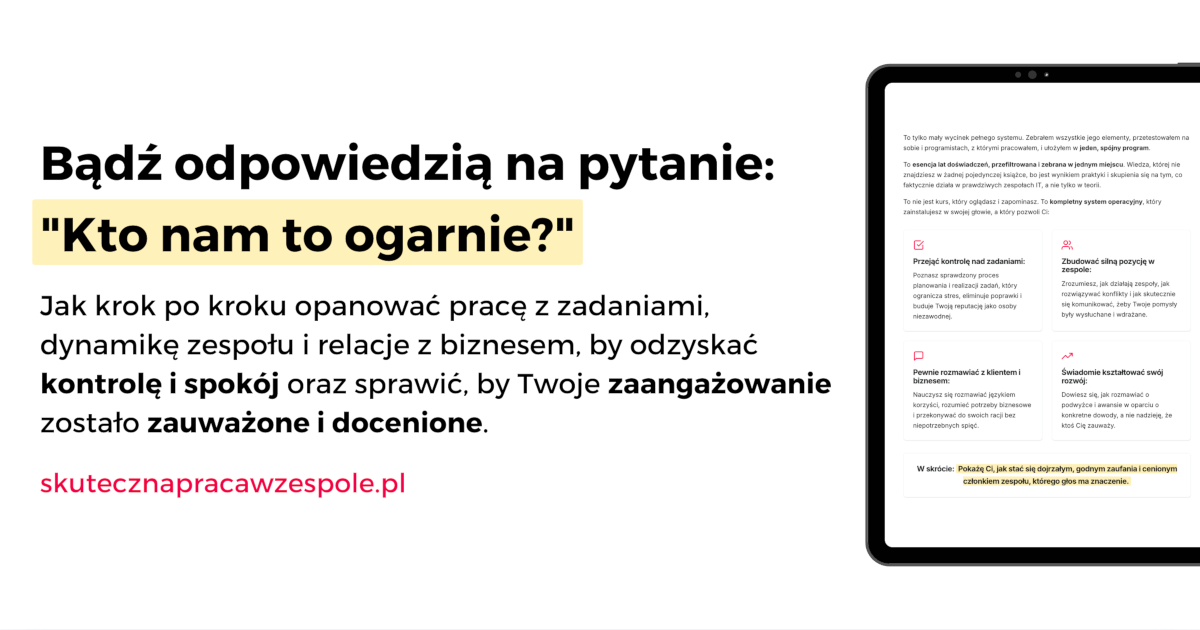 Bądź odpowiedzią na pytanie:
"Kto nam to ogarnie?"
Jak krok po kroku opanować pracę z zadaniami,
dynamikę zespołu i relacje z biznesem, by odzyskać
kontrolę i spokój oraz sprawić, by Twoje zaangażowanie
zostało zauważone i docenione.
skutecznapracawzespole.pl
To tylko mały wycinek pełnego systemu. Zebrałem wszystkie jego elementy, przetestowałem na
sobie i programistach, z którymi pracowałem, i ułożyłem w jeden, spójny program.
To esencja lat doświadczeń, przefiltrowana i zebrana w jednym miejscu. Wiedza, której nie
znajdziesz w żadnej pojedynczej książce, bo jest wynikiem praktyki i skupienia się na tym, co
faktycznie działa w prawdziwych zespołach IT, a nie tylko w teorii.
To nie jest kurs, który oglądasz i zapominasz. To kompletny system operacyjny, który
zainstalujesz w swojej głowie, a który pozwoli Ci:
Przejąć kontrolę nad zadaniami:
Poznasz sprawdzony proces
planowania i realizacji zadań, który
ogranicza stres, eliminuje poprawki i
buduje Twoją reputację jako osoby
niezawodnej.
Zbudować silną pozycję w
zespole:
Zrozumiesz, jak działają zespoły, jak
rozwiązywać konflikty i jak skutecznie
się komunikować, żeby Twoje pomysły
były wysłuchane i wdrażane.
Pewnie rozmawiać z klientem i
biznesem:
Nauczysz się rozmawiać językiem
korzyści, rozumieć potrzeby biznesowe
i przekonywać do swoich racji bez
niepotrzebnych spięć.
Świadomie kształtować swój
rozwój:
Dowiesz się, jak rozmawiać o
podwyżce i awansie w oparciu o
konkretne dowody, a nie nadzieję, że
ktoś Cię zauważy.
W skrócie: Pokażę Ci, jak stać się dojrzałym, godnym zaufania i cenionym
członkiem zespołu, którego głos ma znaczenie.